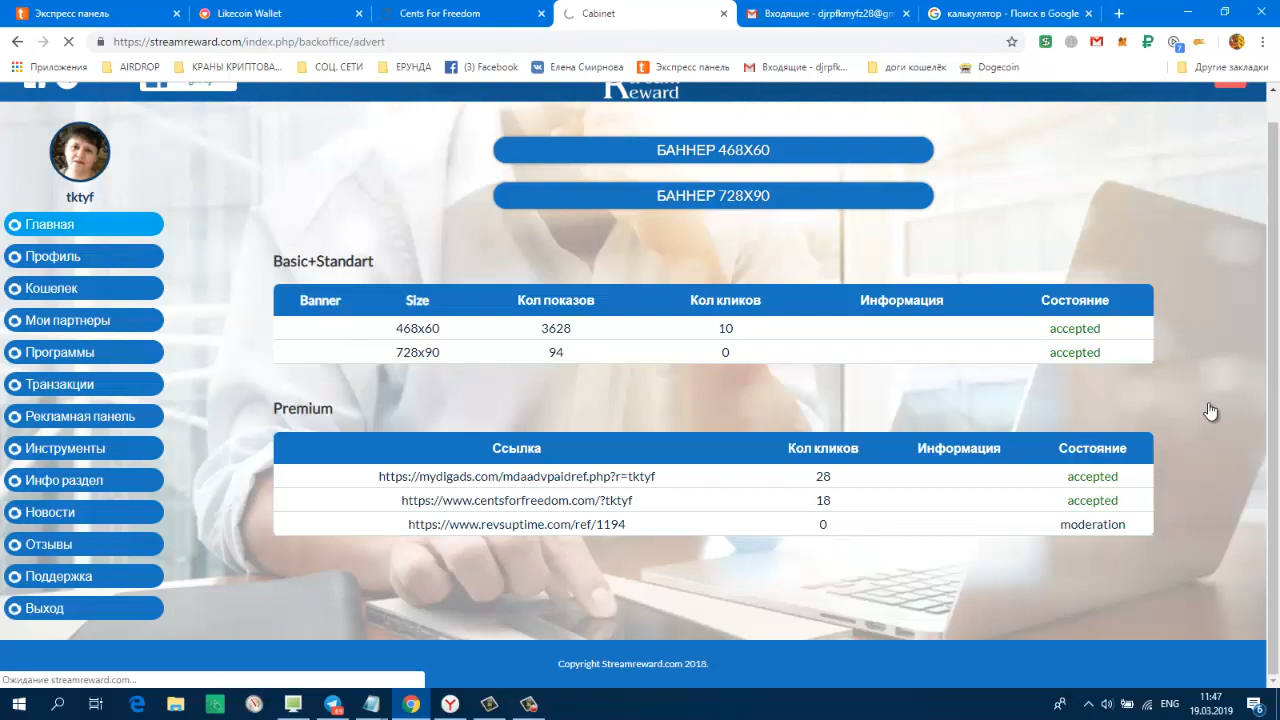 Экспресс панель
Likecoin Wallet
Cents For Freedom
Cabinet
Входящие - djrpfkmyfz28@gm
калькулятор - Поиск в Google
https://streamreward.com/index.php/backoffice/advert
Приложения
AIRDROP
КРАНЫ КРИПТОВА...
СОЦ. СЕТИ
ЕРУНДА
(3) Facebook
Елена Смирнова
Экспресс панель
Входящие - djrpfk...
доги кошелёк
Dogecoin
Другие закладки
Reward
tktyf
Главная
Профиль
Кошелек
Мои партнеры
Программы
Транзакции
Рекламная панель
Инструменты
Инфо раздел
Новости
Отзывы
Поддержка
Выход
БАННЕР 468X60
БАННЕР 728X90
Basic+Standart
Banner Size Кол показов Кол кликов Информация Состояние
468x60 3628 10 accepted
728x90 94 0 accepted
Premium
Ссылка Кол кликов Информация Состояние
https://mydigads.com/mdaadvpaidref.php?r=tktyf 28 accepted
https://www.centsforfreedom.com/?tktyf 18 accepted
https://www.revsuptime.com/ref/1194 0 moderation
Copyright Streamreward.com 2018.
Ожидание streamreward.com...
ENG
11:47
19.03.2019